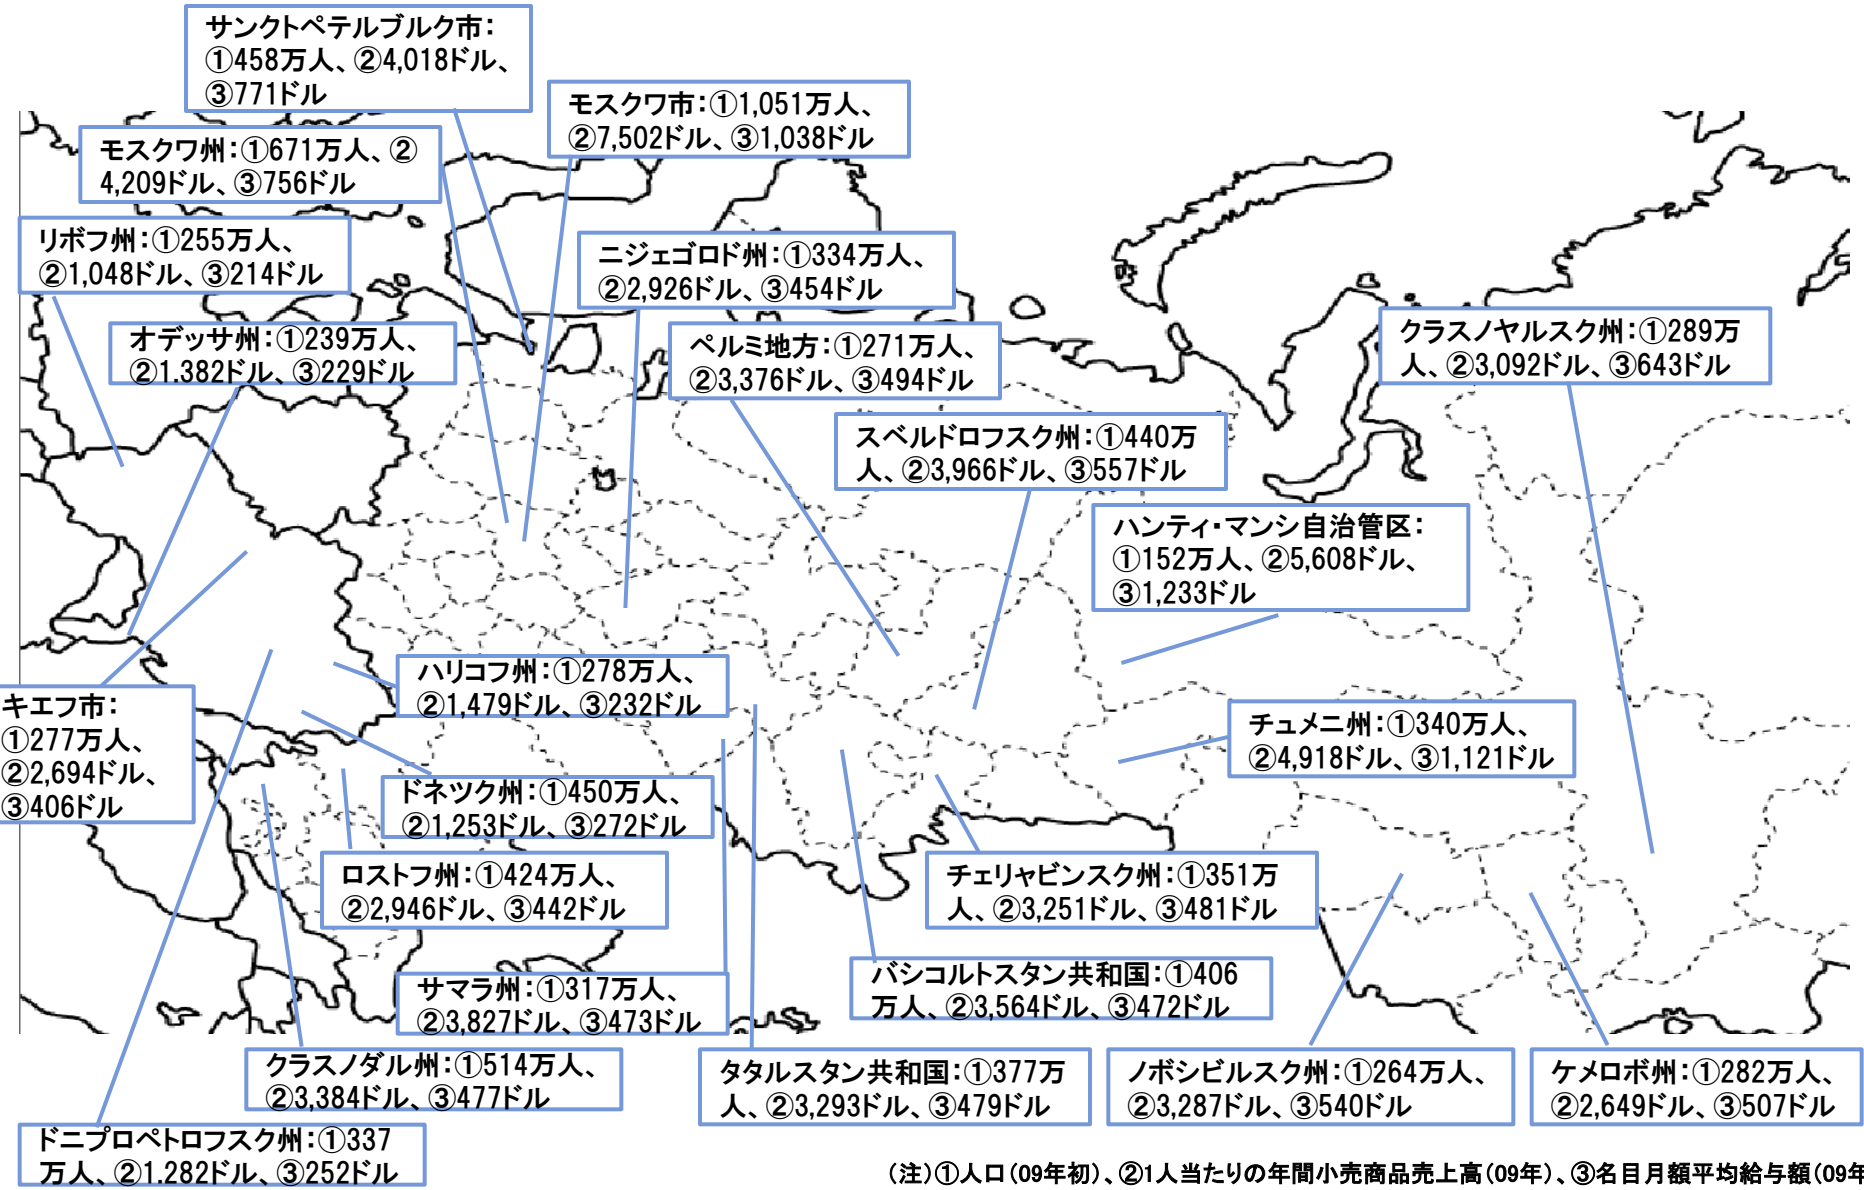 サンクトペテルブルク市：
①458万人、②4,018ドル、
③771ドル
モスクワ市：①1,051万人、
②7,502ドル、③1,038ドル
モスクワ州：①671万人、②
4,209ドル、③756ドル
リボフ州：①255万人、
②1,048ドル、③214ドル
ニジェゴロド州：①334万人、
②2,926ドル、③454ドル
オデッサ州：①239万人、
②1.382ドル、③229ドル
ペルミ地方：①271万人、
②3,376ドル、③494ドル
クラスノヤルスク州：①289万
人、②3,092ドル、③643ドル
スベルドロフスク州：①440万
人、②3,966ドル、③557ドル
ハンティ・マンシ自治管区：
①152万人、②5,608ドル、
③1,233ドル
ハリコフ州：①278万人、
②1,479ドル、③232ドル
キエフ市：
①277万人、
②2,694ドル、
③406ドル
チュメニ州：①340万人、
②4,918ドル、③1,121ドル
ドネツク州：①450万人、
②1,253ドル、③272ドル
ロストフ州：①424万人、
②2,946ドル、③442ドル
チェリャビンスク州：①351万
人、②3,251ドル、③481ドル
サマラ州：①317万人、
②3,827ドル、③473ドル
バシコルトスタン共和国：①406
万人、②3,564ドル、③472ドル
クラスノダル州：①514万人、
②3,384ドル、③477ドル
タタルスタン共和国：①377万
人、②3,293ドル、③479ドル
ノボシビルスク州：①264万人、
②3,287ドル、③540ドル
ケメロボ州：①282万人、
②2,649ドル、③507ドル
ドニプロペトロフスク州：①337
万人、②1.282ドル、③252ドル
（注）①人口（09年初）、②1人当たりの年間小売商品売上高（09年）、③名目月額平均給与額（09年